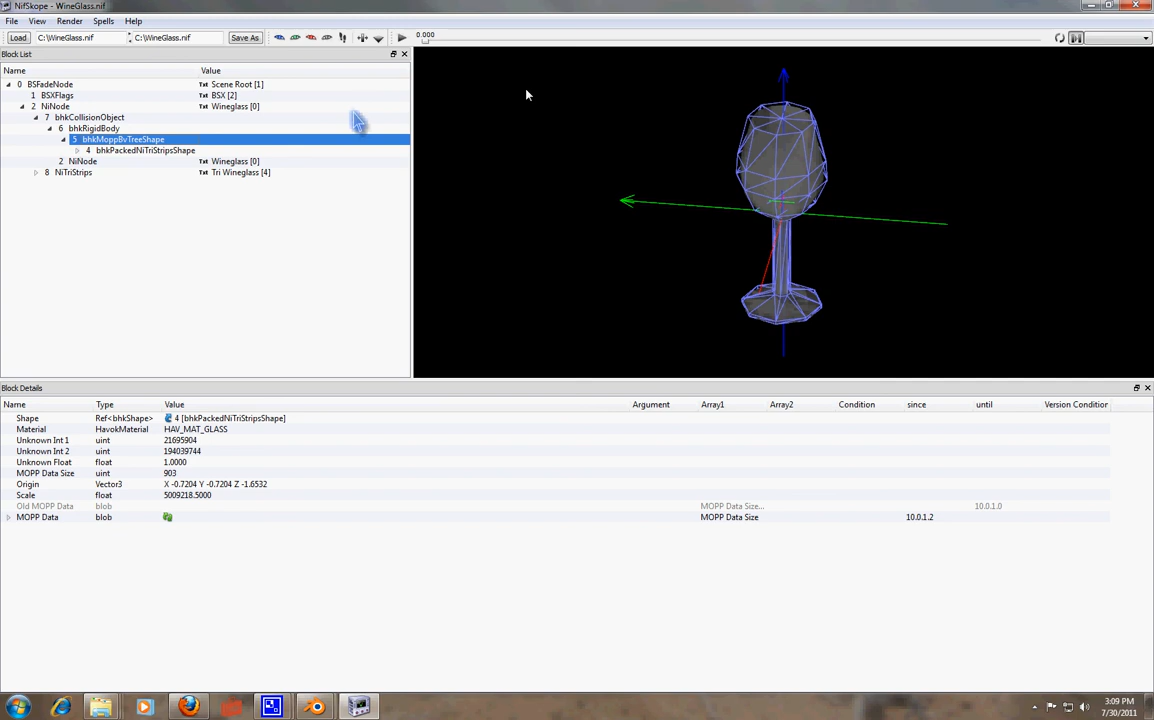 NifSkope - WineGlass.nif
File View Render Spells Help
Load C:\WineGlass.nif C:\WineGlass.nif Save As 0.000
Block List
Name Value
0 BSFadeNode Txt Scene Root [1]
1 BSXFlags Txt BSX [2]
2 NiNode Txt Wineglass [0]
7 bhkCollisionObject
6 bhkRigidBody
5 bhkMoppBvTreeShape
4 bhkPackedNiTriStripsShape
2 NiNode Txt Wineglass [0]
8 NiTriStrips Txt Tri Wineglass [4]
Block Details
Name Type Value Argument Array1 Array2 Condition since until Version Condition
Shape Ref<bhkShape> 4 [bhkPackedNiTriStripsShape]
Material HavokMaterial HAV_MAT_GLASS
Unknown Int 1 uint 21695904
Unknown Int 2 uint 194039744
Unknown Float float 1.0000
MOPP Data Size uint 903
Origin Vector3 X -0.7204 Y -0.7204 Z -1.6532
Scale float 5009218.5000
Old MOPP Data blob MOPP Data Size... 10.0.1.0
MOPP Data blob MOPP Data Size 10.0.1.2
3:09 PM
7/30/2011